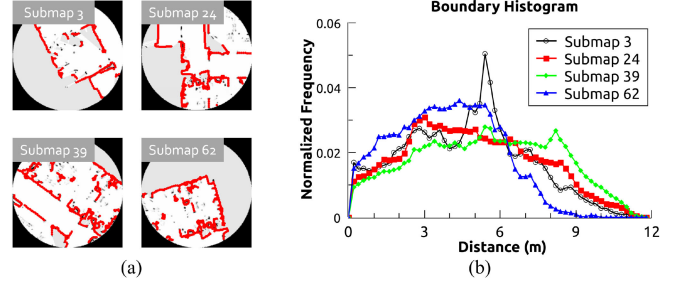 Submap 3
Submap 24
Submap 39
Submap 62
(a)
Boundary Histogram
Normalized Frequency
0.06
0.04
0.02
0
Submap 3
Submap 24
Submap 39
Submap 62
0
3
6
9
12
Distance (m)
(b)